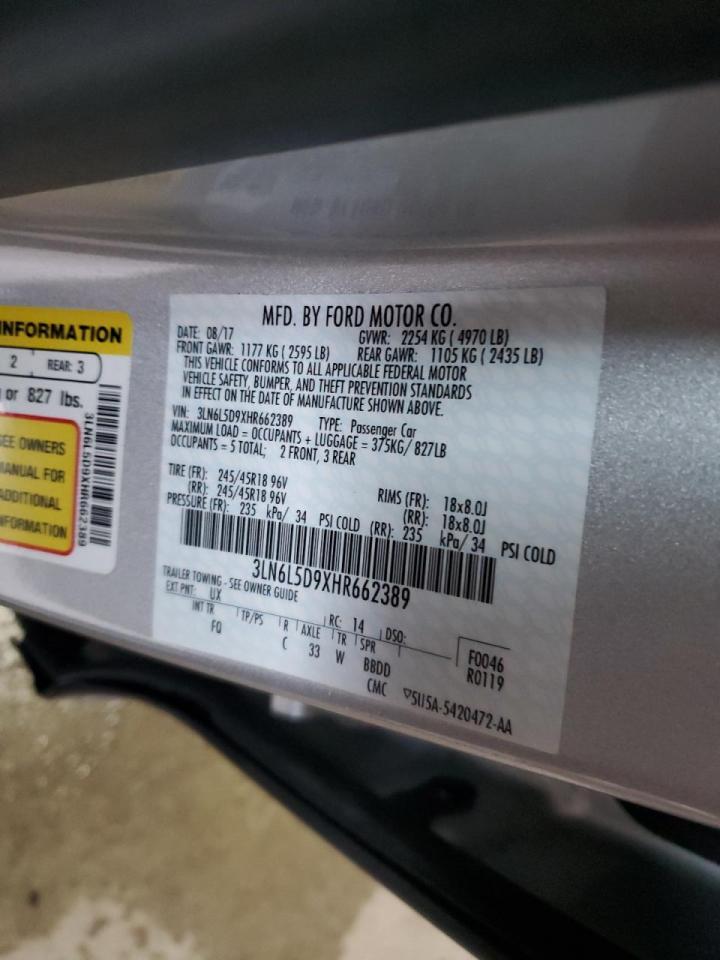 INFORMATION
2 REAR: 3
or 827 lbs.
SEE OWNERS
MANUAL FOR
ADDITIONAL
INFORMATION
3LN6L5D9XHR662389
MFD. BY FORD MOTOR CO.
DATE: 08/17 GVWR: 2254 KG ( 4970 LB)
FRONT GAWR: 1177 KG ( 2595 LB) REAR GAWR: 1105 KG ( 2435 LB)
THIS VEHICLE CONFORMS TO ALL APPLICABLE FEDERAL MOTOR
VEHICLE SAFETY, BUMPER, AND THEFT PREVENTION STANDARDS
IN EFFECT ON THE DATE OF MANUFACTURE SHOWN ABOVE.
VIN: 3LN6L5D9XHR662389 TYPE: Passenger Car
MAXIMUM LOAD = OCCUPANTS + LUGGAGE = 375KG/ 827LB
OCCUPANTS = 5 TOTAL; 2 FRONT, 3 REAR
TIRE (FR): 245/45R18 96V RIMS (FR): 18x8.0J
(RR): 245/45R18 96V (RR): 18x8.0J
PRESSURE (FR): 235 kPa/ 34 PSI COLD (RR): 235 kPa/ 34 PSI COLD
3LN6L5D9XHR662389
TRAILER TOWING - SEE OWNER GUIDE
EXT PNT: UX RC: 14 DSO:
INT TR TP/PS R AXLE TR SPR F0046
FQ C 33 W BBDD R0119
CMC 5U5A-5420472-AA